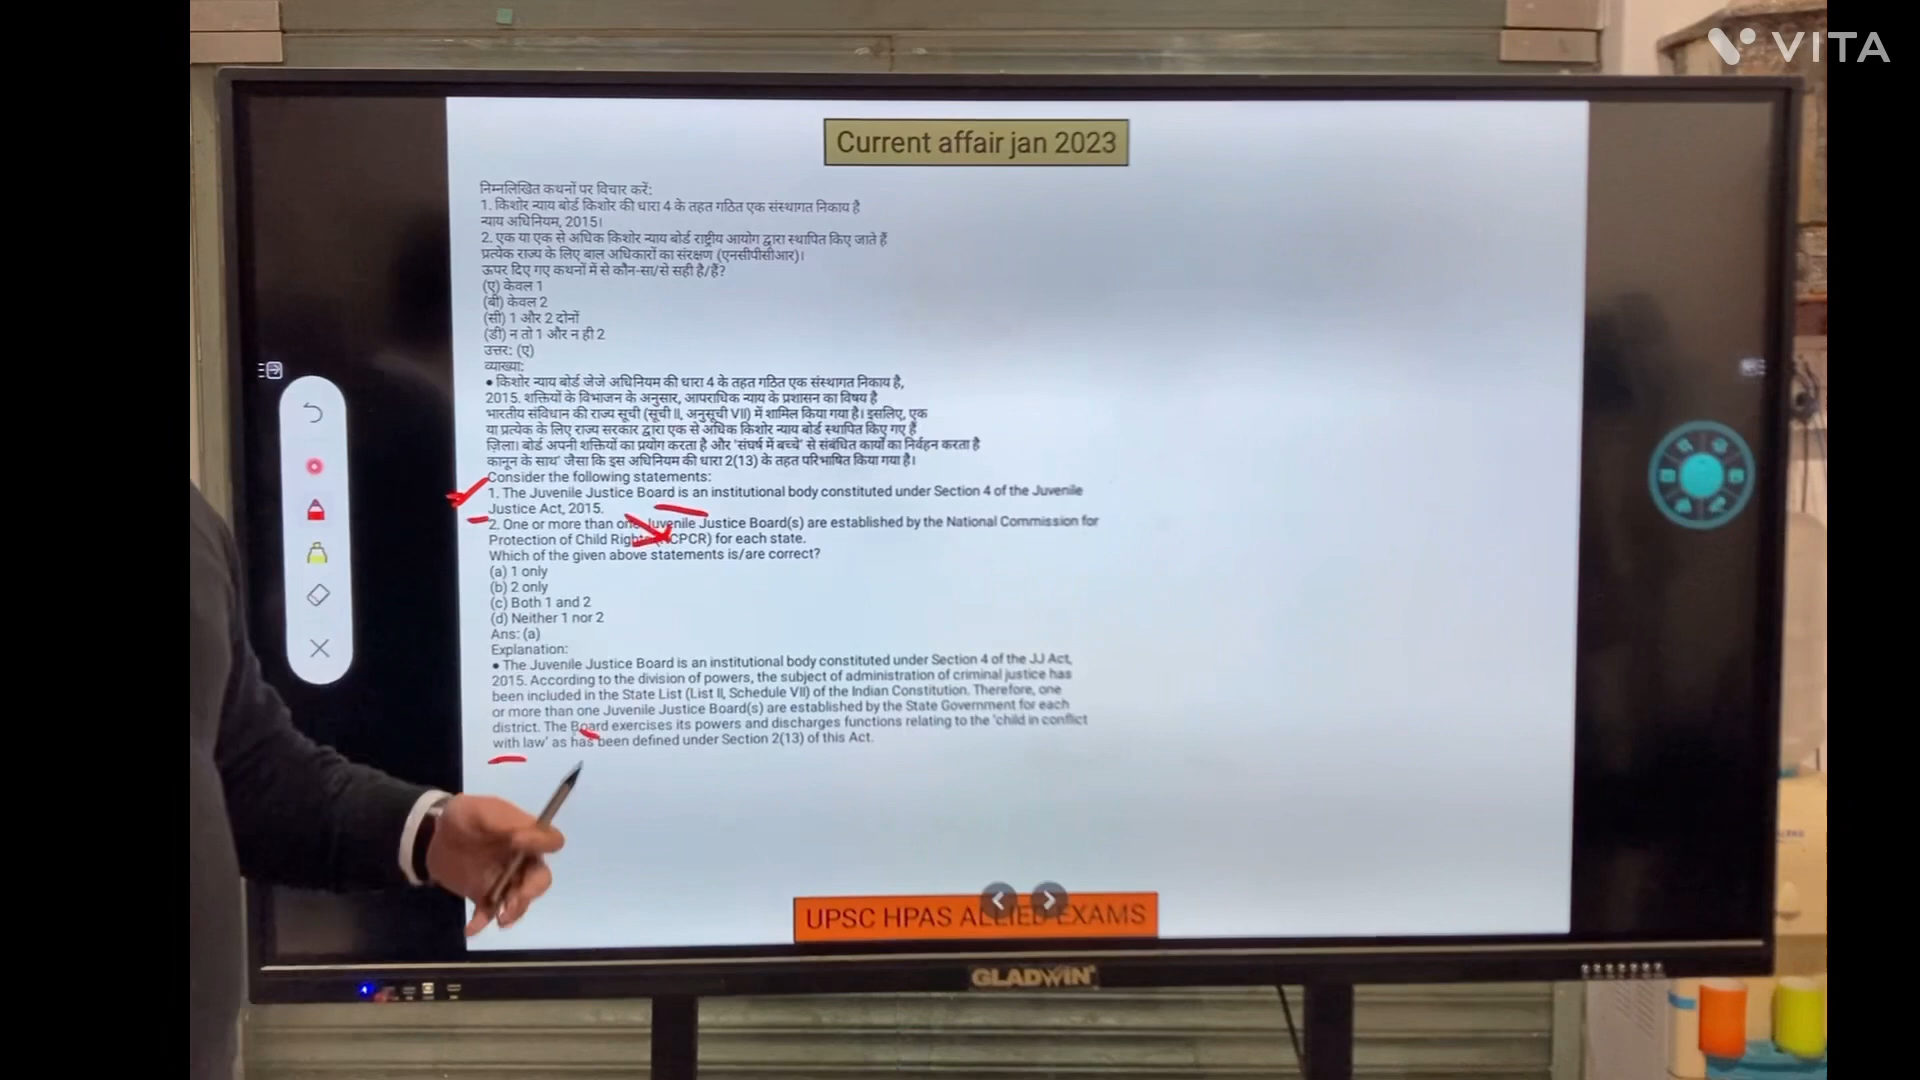 VITA
Current affair jan 2023
निम्नलिखित कथनों पर विचार करें:
1. किशोर न्याय बोर्ड किशोर की धारा 4 के तहत गठित एक संस्थागत निकाय है
न्याय अधिनियम, 2015।
2. एक या एक से अधिक किशोर न्याय बोर्ड राष्ट्रीय आयोग द्वारा स्थापित किए जाते हैं
प्रत्येक राज्य के लिए बाल अधिकारों का संरक्षण (एनसीपीसीआर)।
ऊपर दिए गए कथनों में से कौन-सा/से सही है/हैं?
(ए) केवल 1
(बी) केवल 2
(सी) 1 और 2 दोनों
(डी) न तो 1 और न ही 2
उत्तर: (ए)
व्याख्या:
• किशोर न्याय बोर्ड जेजे अधिनियम की धारा 4 के तहत गठित एक संस्थागत निकाय है,
2015. शक्तियों के विभाजन के अनुसार, आपराधिक न्याय के प्रशासन का विषय है
भारतीय संविधान की राज्य सूची (सूची II, अनुसूची VII) में शामिल किया गया है। इसलिए, एक
या प्रत्येक के लिए राज्य सरकार द्वारा एक से अधिक किशोर न्याय बोर्ड स्थापित किए गए हैं
ज़िला। बोर्ड अपनी शक्तियों का प्रयोग करता है और 'संघर्ष में बच्चे' से संबंधित कार्यों का निर्वहन करता है
कानून के साथ' जैसा कि इस अधिनियम की धारा 2(13) के तहत परिभाषित किया गया है।
Consider the following statements:
1. The Juvenile Justice Board is an institutional body constituted under Section 4 of the Juvenile
Justice Act, 2015.
2. One or more than one Juvenile Justice Board(s) are established by the National Commission for
Protection of Child Rights (NCPCR) for each state.
Which of the given above statements is/are correct?
(a) 1 only
(b) 2 only
(c) Both 1 and 2
(d) Neither 1 nor 2
Ans: (a)
Explanation:
• The Juvenile Justice Board is an institutional body constituted under Section 4 of the JJ Act,
2015. According to the division of powers, the subject of administration of criminal justice has
been included in the State List (List II, Schedule VII) of the Indian Constitution. Therefore, one
or more than one Juvenile Justice Board(s) are established by the State Government for each
district. The Board exercises its powers and discharges functions relating to the 'child in conflict
with law' as has been defined under Section 2(13) of this Act.
UPSC HPAS ALLIED EXAMS
GLADWIN